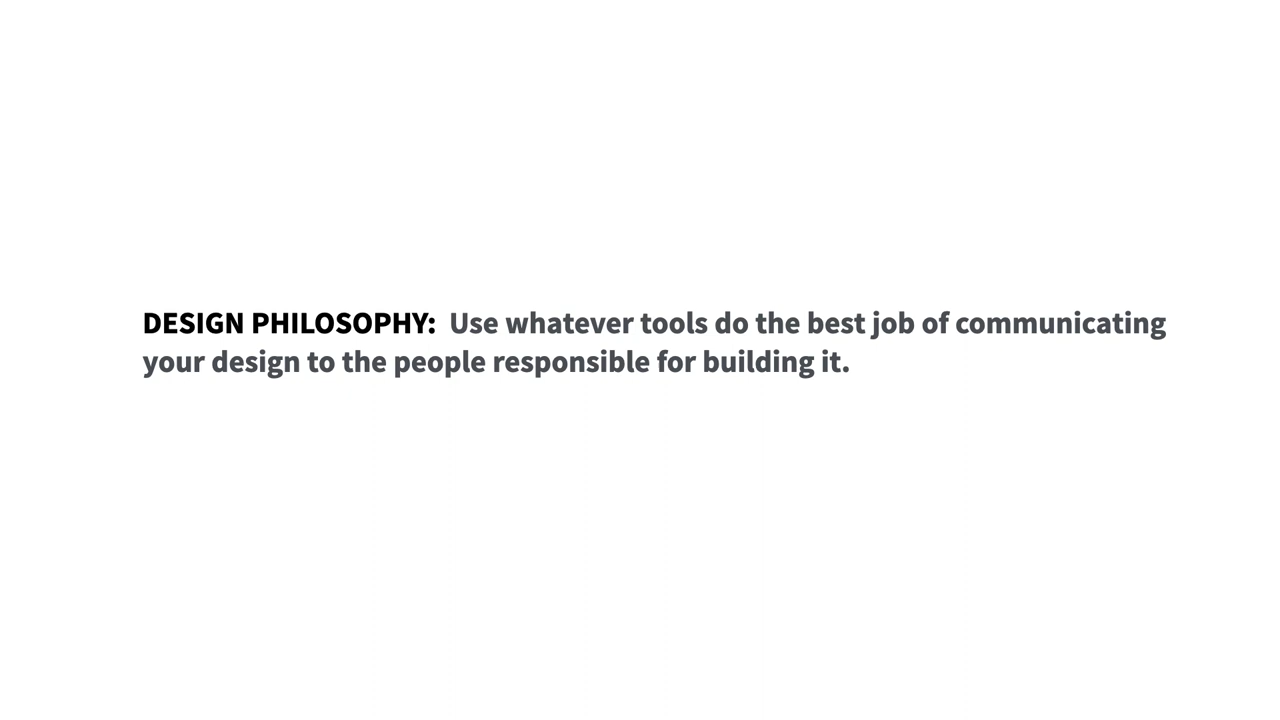 DESIGN PHILOSOPHY: Use whatever tools do the best job of communicating
your design to the people responsible for building it.